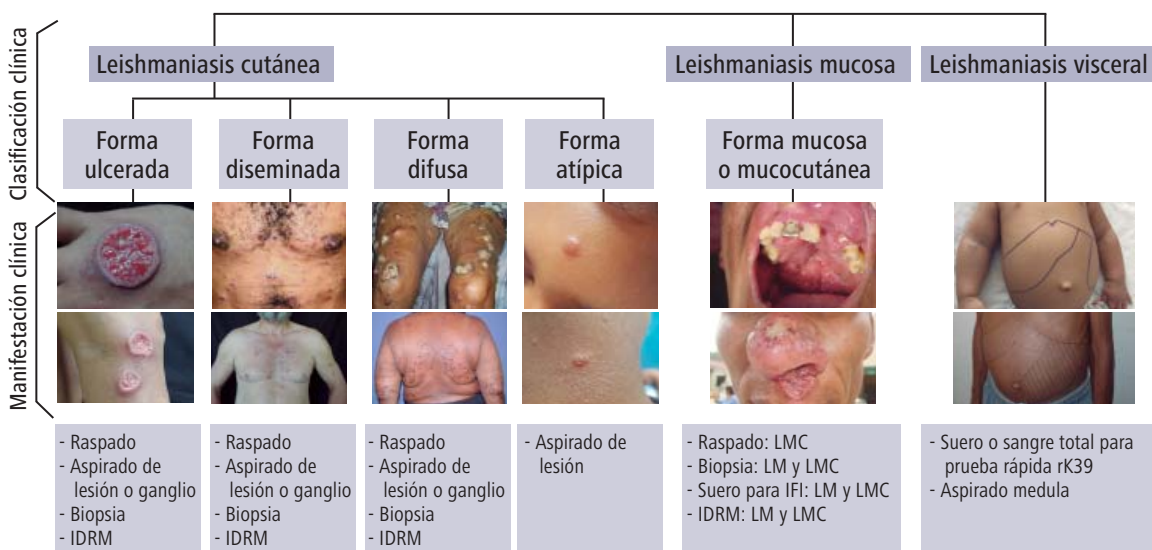 Clasificación clínica
Leishmaniasis cutánea
Leishmaniasis mucosa
Leishmaniasis visceral
Forma
ulcerada
Forma
diseminada
Forma
difusa
Forma
atípica
Forma mucosa
o mucocutánea
Manifestación clínica
- Raspado
- Aspirado de
lesión o ganglio
- Biopsia
- IDRM
- Raspado
- Aspirado de
lesión o ganglio
- Biopsia
- IDRM
- Raspado
- Aspirado de
lesión o ganglio
- Biopsia
- IDRM
- Aspirado de
lesión
- Raspado: LMC
- Biopsia: LM y LMC
- Suero para IFI: LM y LMC
- IDRM: LM y LMC
- Suero o sangre total para
prueba rápida rK39
- Aspirado medula